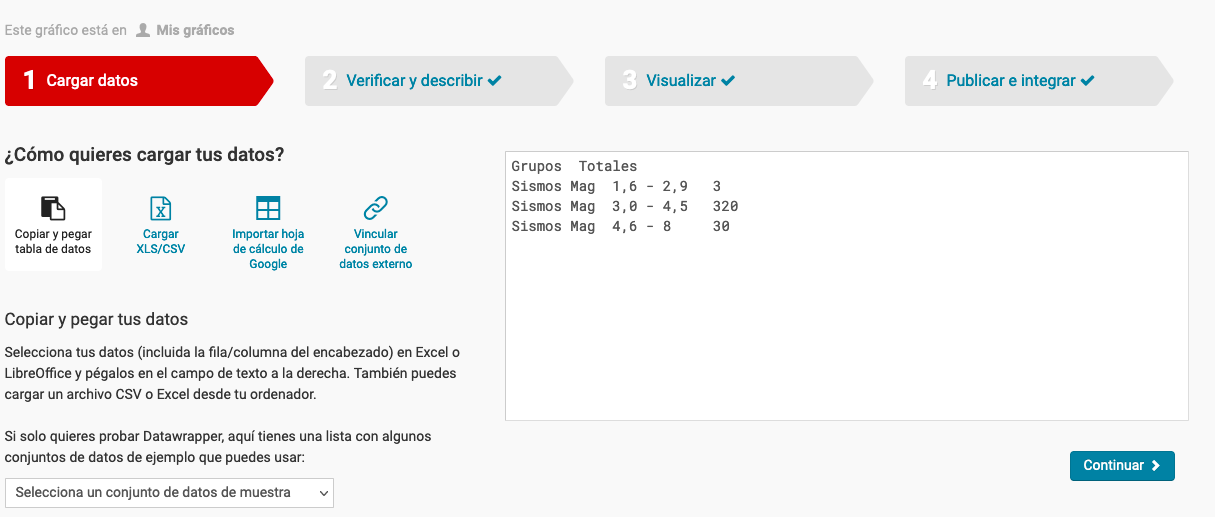 Este gráfico está en Mis gráficos
1 Cargar datos
2 Verificar y describir
3 Visualizar
4 Publicar e integrar
¿Cómo quieres cargar tus datos?
Copiar y pegar
tabla de datos
Cargar
XLS/CSV
Importar hoja
de cálculo de
Google
Vincular
conjunto de
datos externo
Copiar y pegar tus datos
Selecciona tus datos (incluida la fila/columna del encabezado) en Excel o
LibreOffice y pégalos en el campo de texto a la derecha. También puedes
cargar un archivo CSV o Excel desde tu ordenador.
Si solo quieres probar Datawrapper, aquí tienes una lista con algunos
conjuntos de datos de ejemplo que puedes usar:
Selecciona un conjunto de datos de muestra
Grupos  Totales
Sismos Mag  1,6 - 2,9   3
Sismos Mag  3,0 - 4,5   320
Sismos Mag  4,6 - 8     30
Continuar